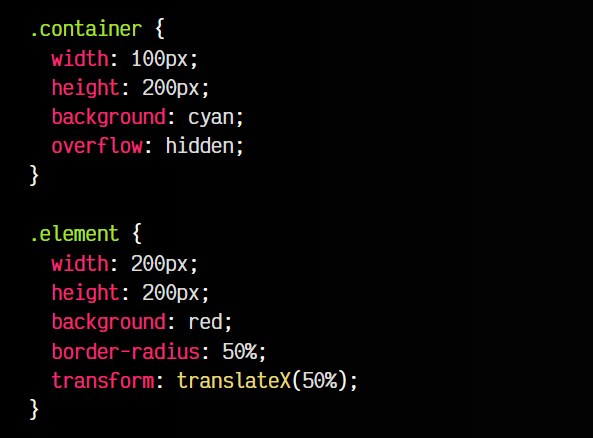 .container {
  width: 100px;
  height: 200px;
  background: cyan;
  overflow: hidden;
}

.element {
  width: 200px;
  height: 200px;
  background: red;
  border-radius: 50%;
  transform: translateX(50%);
}